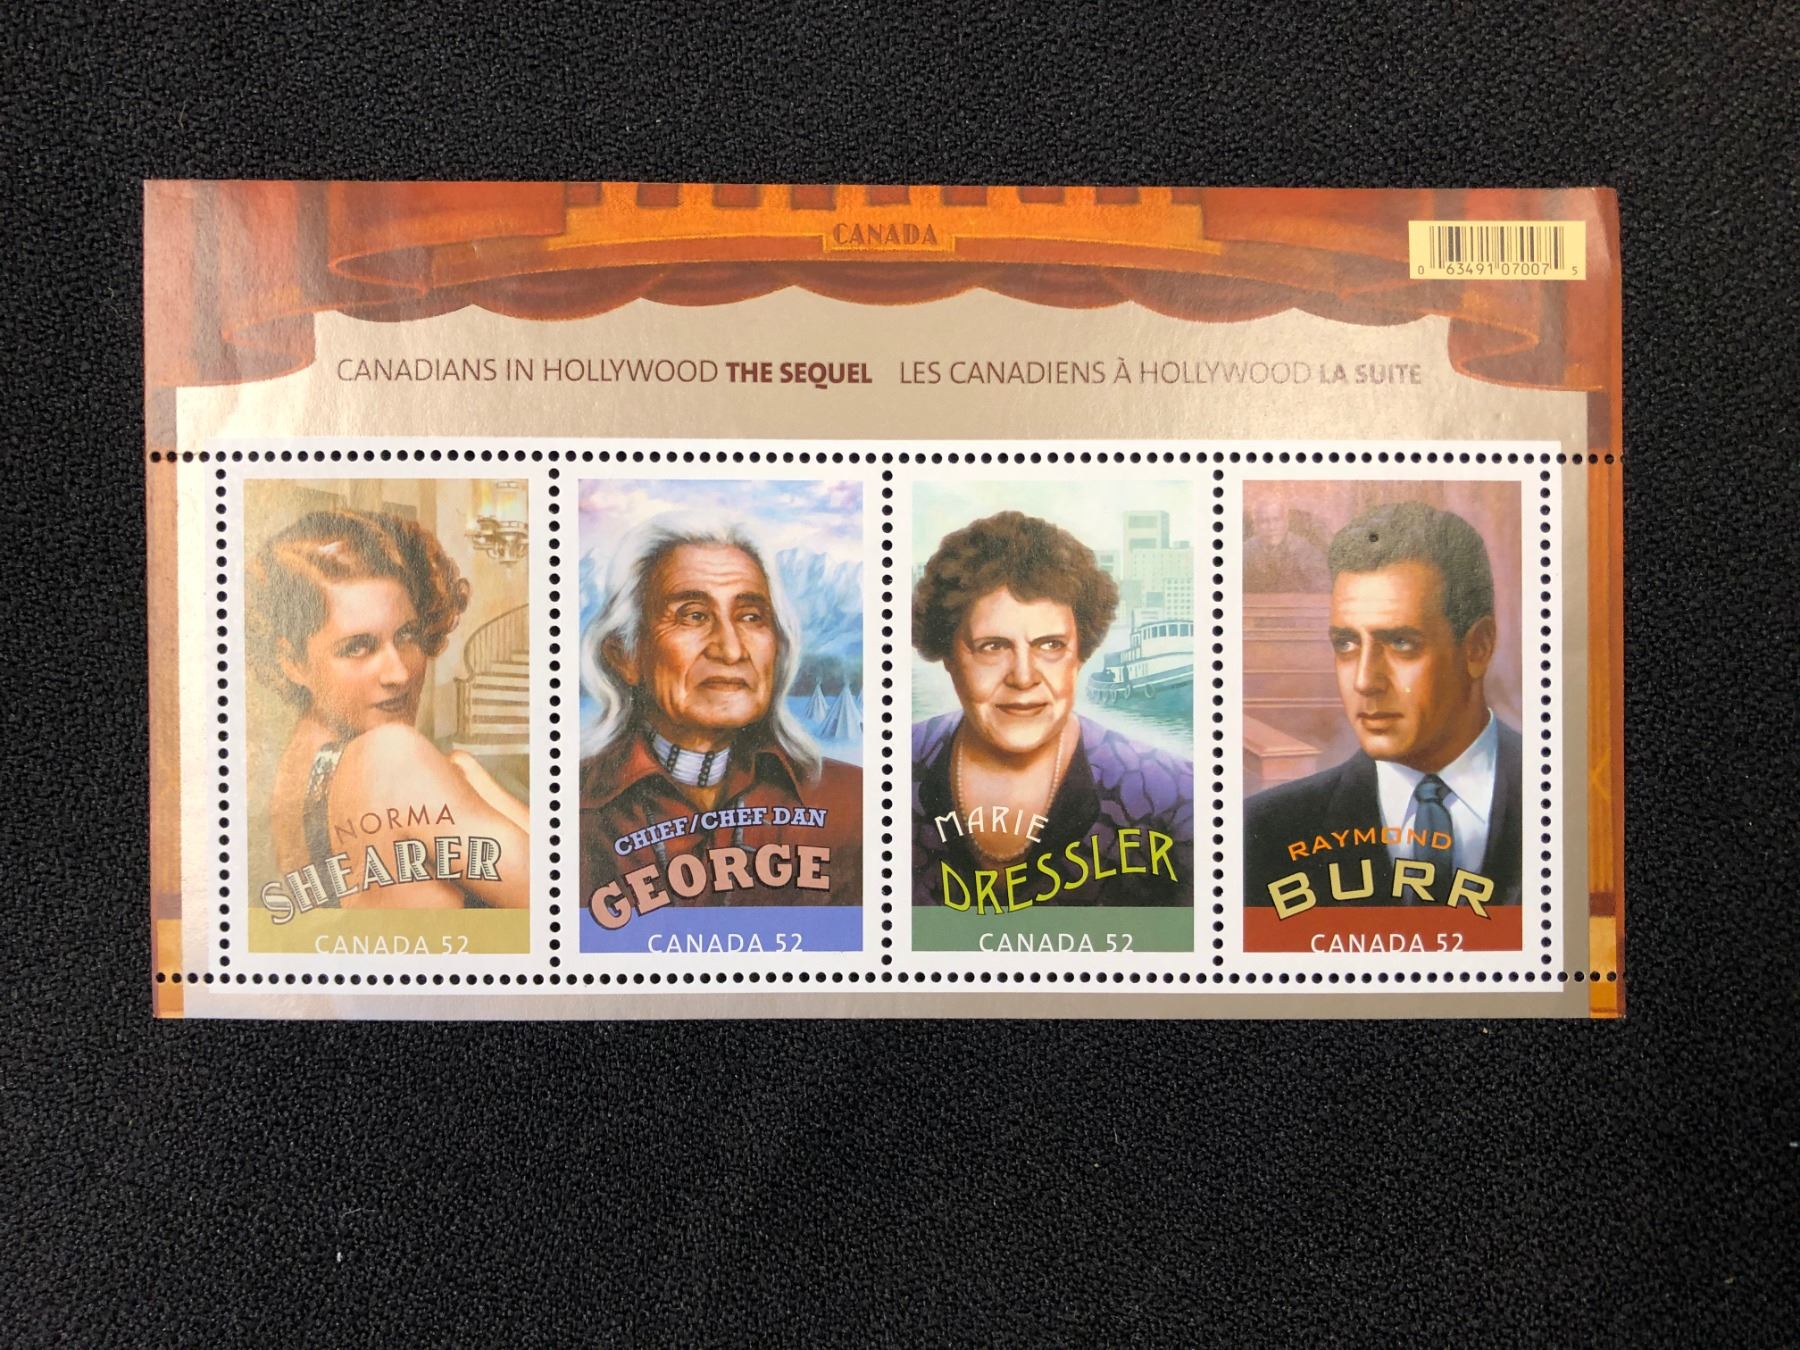 CANADA
0 63491 07007 5
CANADIANS IN HOLLYWOOD THE SEQUEL LES CANADIENS À HOLLYWOOD LA SUITE
NORMA
SHEARER
CANADA 52
CHIEF/CHEF DAN
GEORGE
CANADA 52
MARIE
DRESSLER
CANADA 52
RAYMOND
BURR
CANADA 52